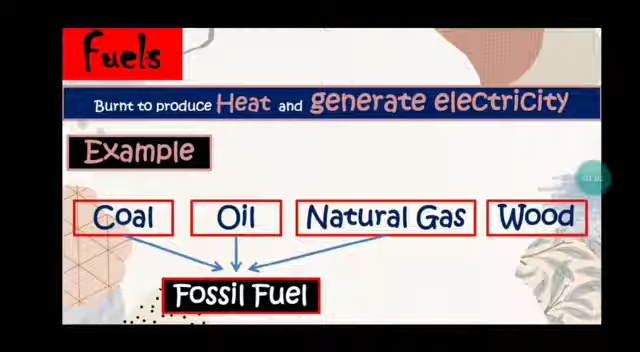 Fuels
Burnt to produce Heat and generate electricity
Example
Coal Oil Natural Gas Wood
Fossil Fuel